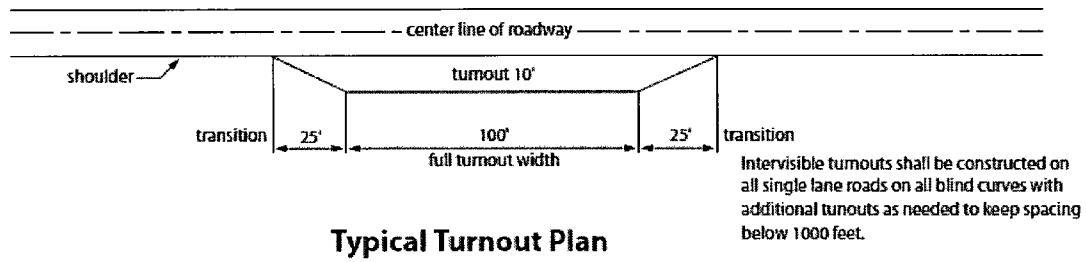 center line of roadway
shoulder
turnout 10'
transition 25' 100' 25' transition
full turnout width
Intervisible turnouts shall be constructed on
all single lane roads on all blind curves with
additional tunouts as needed to keep spacing
below 1000 feet.
Typical Turnout Plan